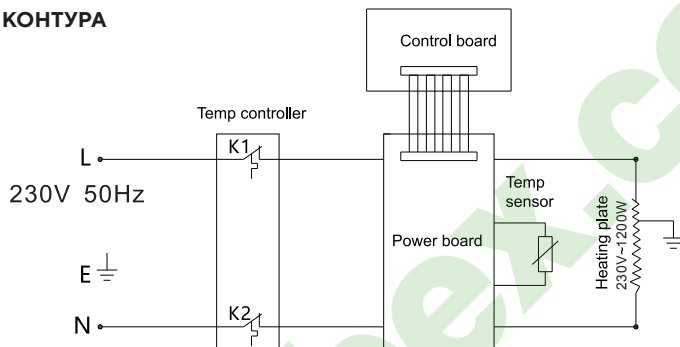 КОНТУРА
Control board
Temp controller
K1
L
230V 50Hz
Temp
sensor
Heating plate
230V~1200W
Power board
E
K2
N